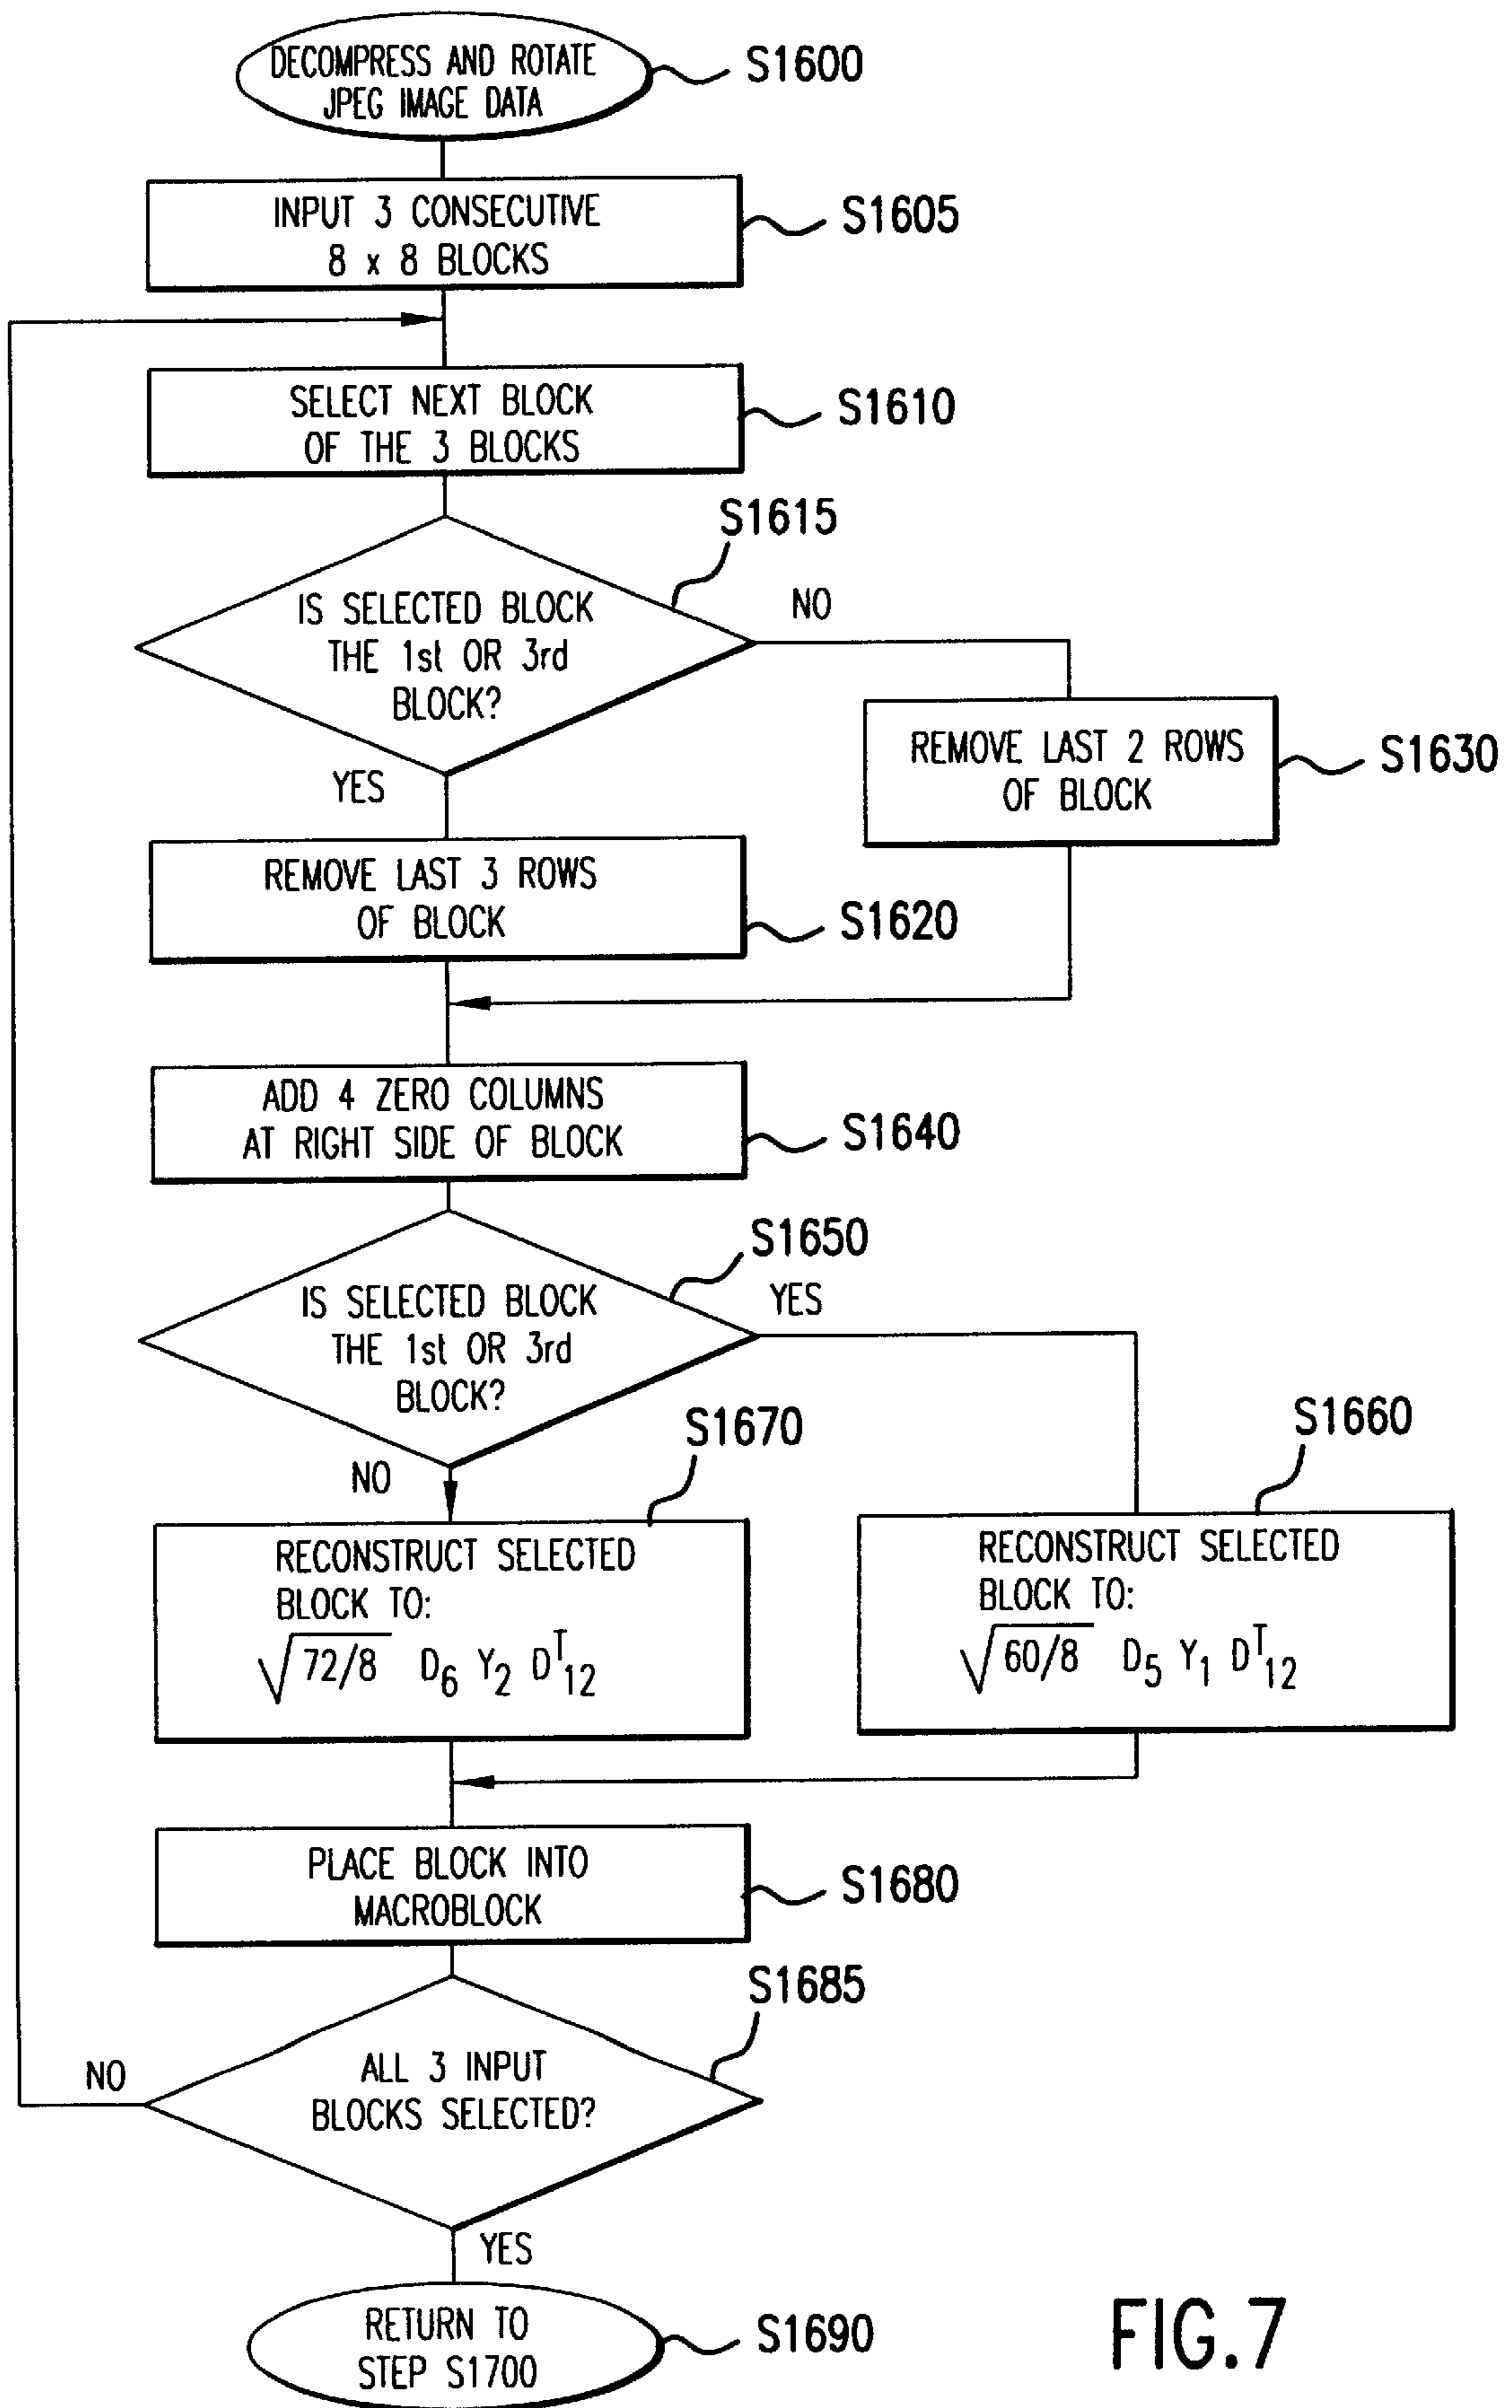 DECOMPRESS AND ROTATE
JPEG IMAGE DATA
S1600
INPUT 3 CONSECUTIVE
8 x 8 BLOCKS
S1605
SELECT NEXT BLOCK
OF THE 3 BLOCKS
S1610
S1615
IS SELECTED BLOCK
THE 1st OR 3rd
BLOCK?
NO
YES
REMOVE LAST 2 ROWS
OF BLOCK
S1630
REMOVE LAST 3 ROWS
OF BLOCK
S1620
ADD 4 ZERO COLUMNS
AT RIGHT SIDE OF BLOCK
S1640
S1650
IS SELECTED BLOCK
THE 1st OR 3rd
BLOCK?
YES
NO
S1670
RECONSTRUCT SELECTED
BLOCK TO:
√72/8 D₆ Y₂ Dᵀ₁₂
S1660
RECONSTRUCT SELECTED
BLOCK TO:
√60/8 D₅ Y₁ Dᵀ₁₂
PLACE BLOCK INTO
MACROBLOCK
S1680
S1685
ALL 3 INPUT
BLOCKS SELECTED?
NO
YES
RETURN TO
STEP S1700
S1690
FIG.7